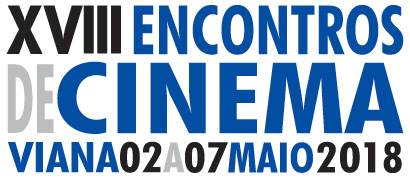 XVIII ENCONTROS
DE CINEMA
VIANA 02 A 07 MAIO 2018